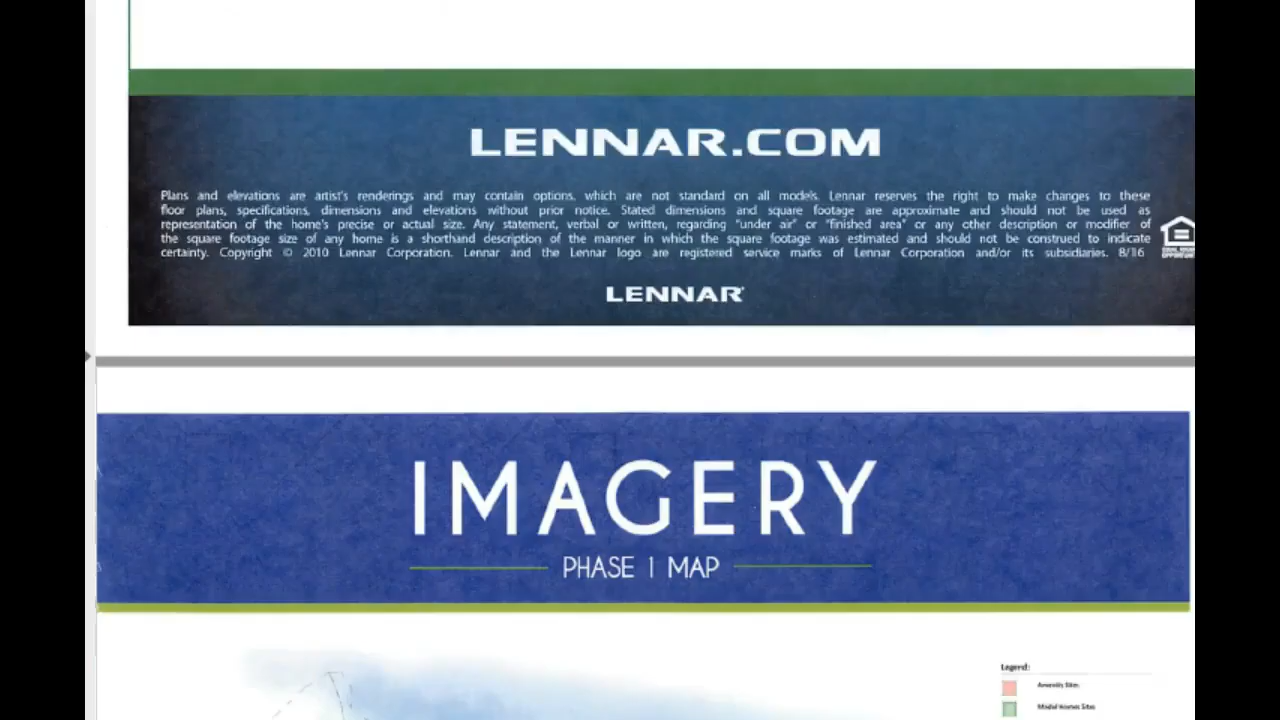 LENNAR.COM
Plans and elevations are artist's renderings and may contain options, which are not standard on all models. Lennar reserves the right to make changes to these
floor plans, specifications, dimensions and elevations without prior notice. Stated dimensions and square footage are approximate and should not be used as
representation of the home's precise or actual size. Any statement, verbal or written, regarding "under air" or "finished area" or any other description or modifier of
the square footage size of any home is a shorthand description of the manner in which the square footage was estimated and should not be construed to indicate
certainty. Copyright © 2010 Lennar Corporation. Lennar and the Lennar logo are registered service marks of Lennar Corporation and/or its subsidiaries. 8/16
LENNAR
IMAGERY
PHASE 1 MAP
Legend:
Amenity Sites
Model Homes Sites